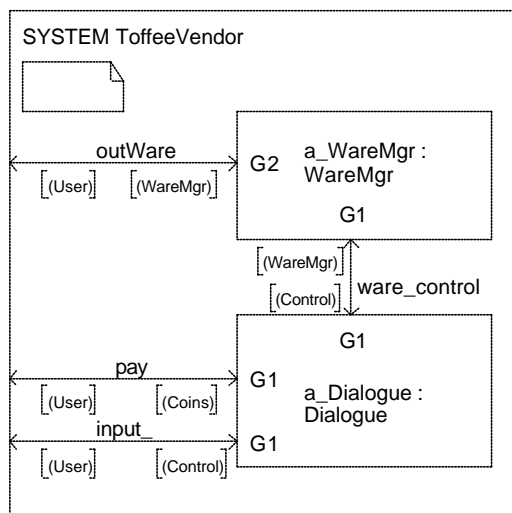 SYSTEM ToffeeVendor
outWare
[(User)] [(WareMgr)]
G2
a_WareMgr :
WareMgr
G1
[(WareMgr)]
[(Control)]
ware_control
G1
pay
[(User)] [(Coins)]
G1
a_Dialogue :
Dialogue
input_
[(User)] [(Control)]
G1